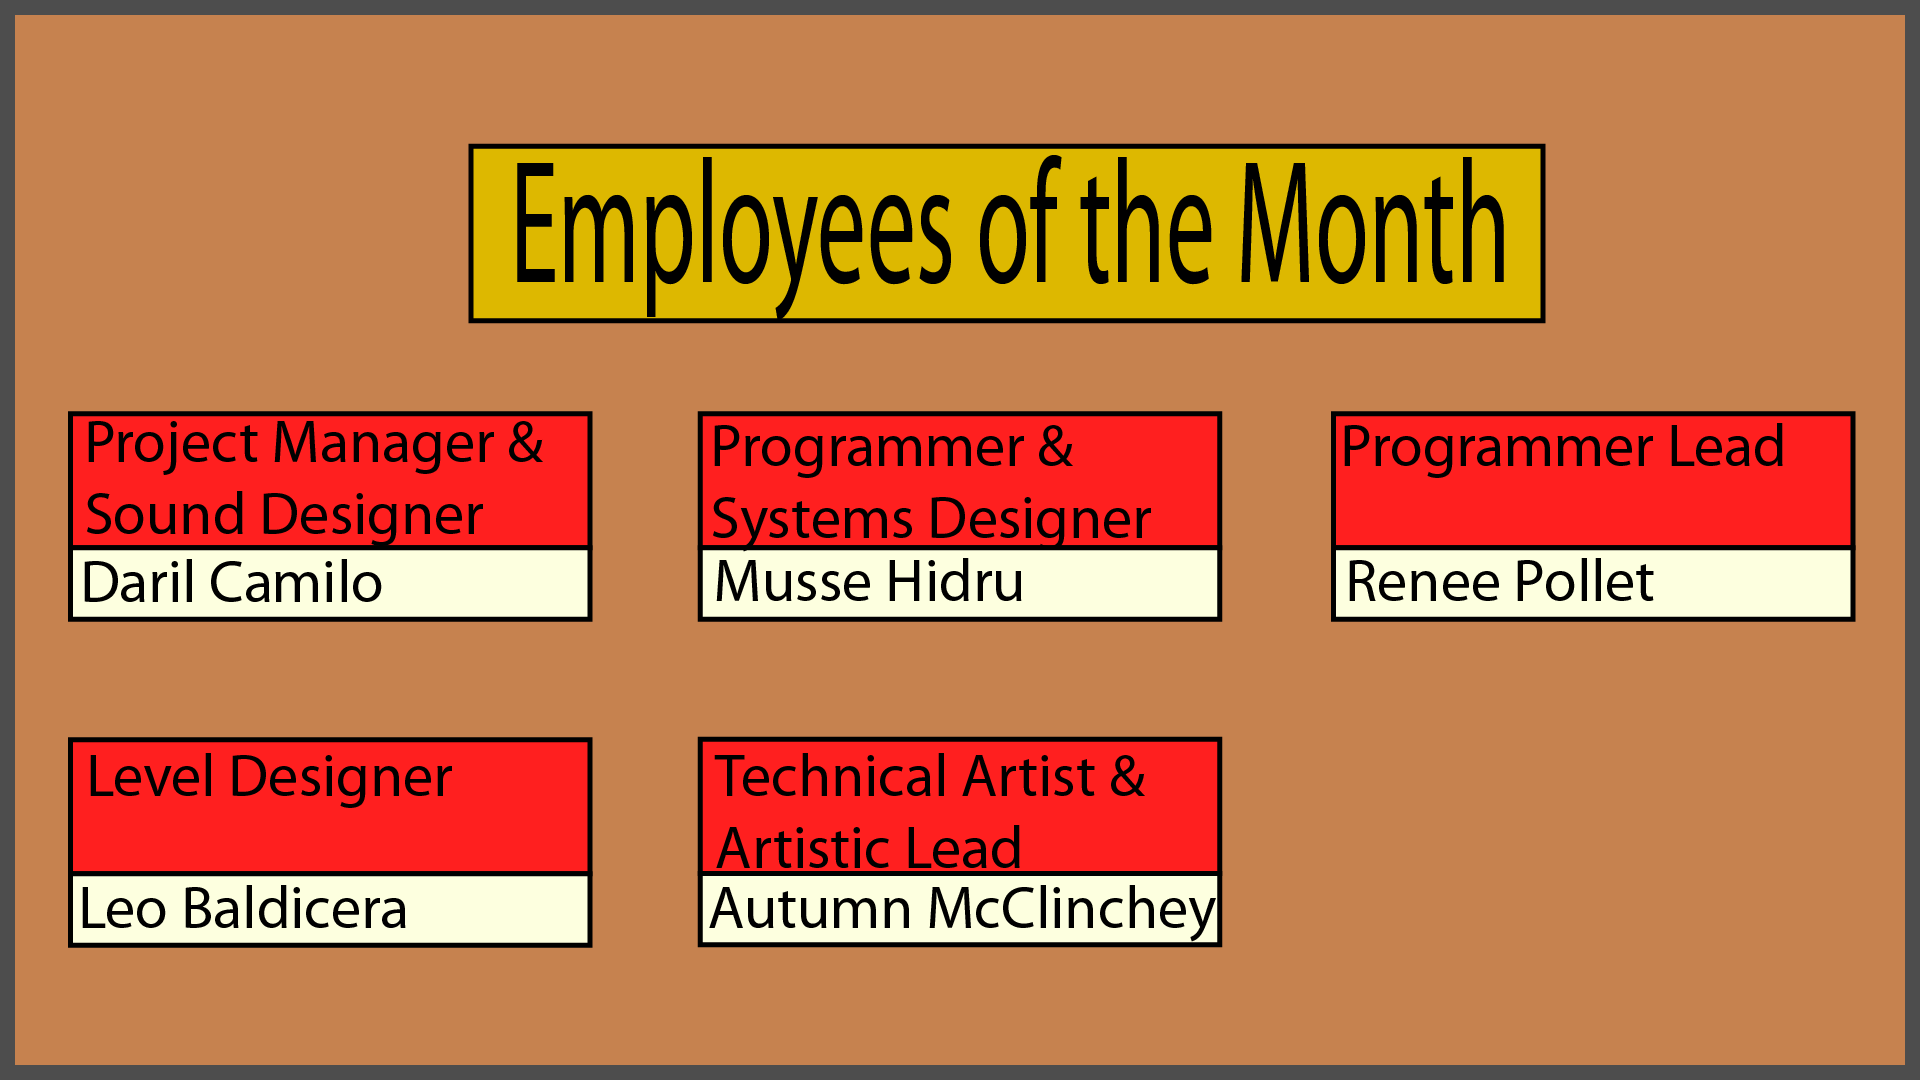 Employees of the Month
Project Manager &
Sound Designer
Daril Camilo
Programmer &
Systems Designer
Musse Hidru
Programmer Lead
Renee Pollet
Level Designer
Leo Baldicera
Technical Artist &
Artistic Lead
Autumn McClinchey